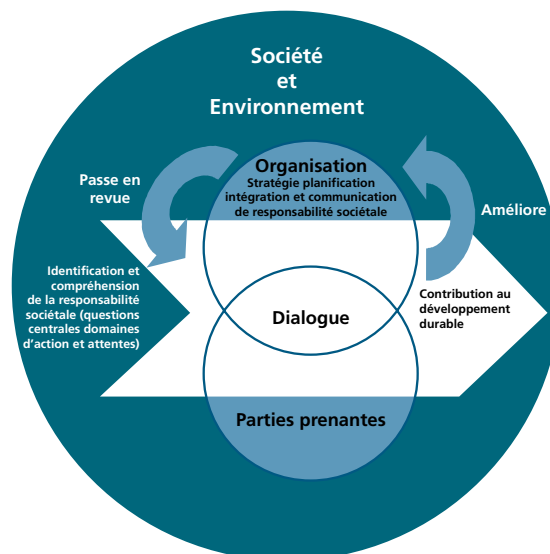 Société
et
Environnement
Organisation
Stratégie planification
intégration et communication
de responsabilité sociétale
Passe en
revue
Améliore
Identification et
compréhension
de la responsabilité
sociétale (questions
centrales domaines
d'action et attentes)
Dialogue
Contribution au
développement
durable
Parties prenantes